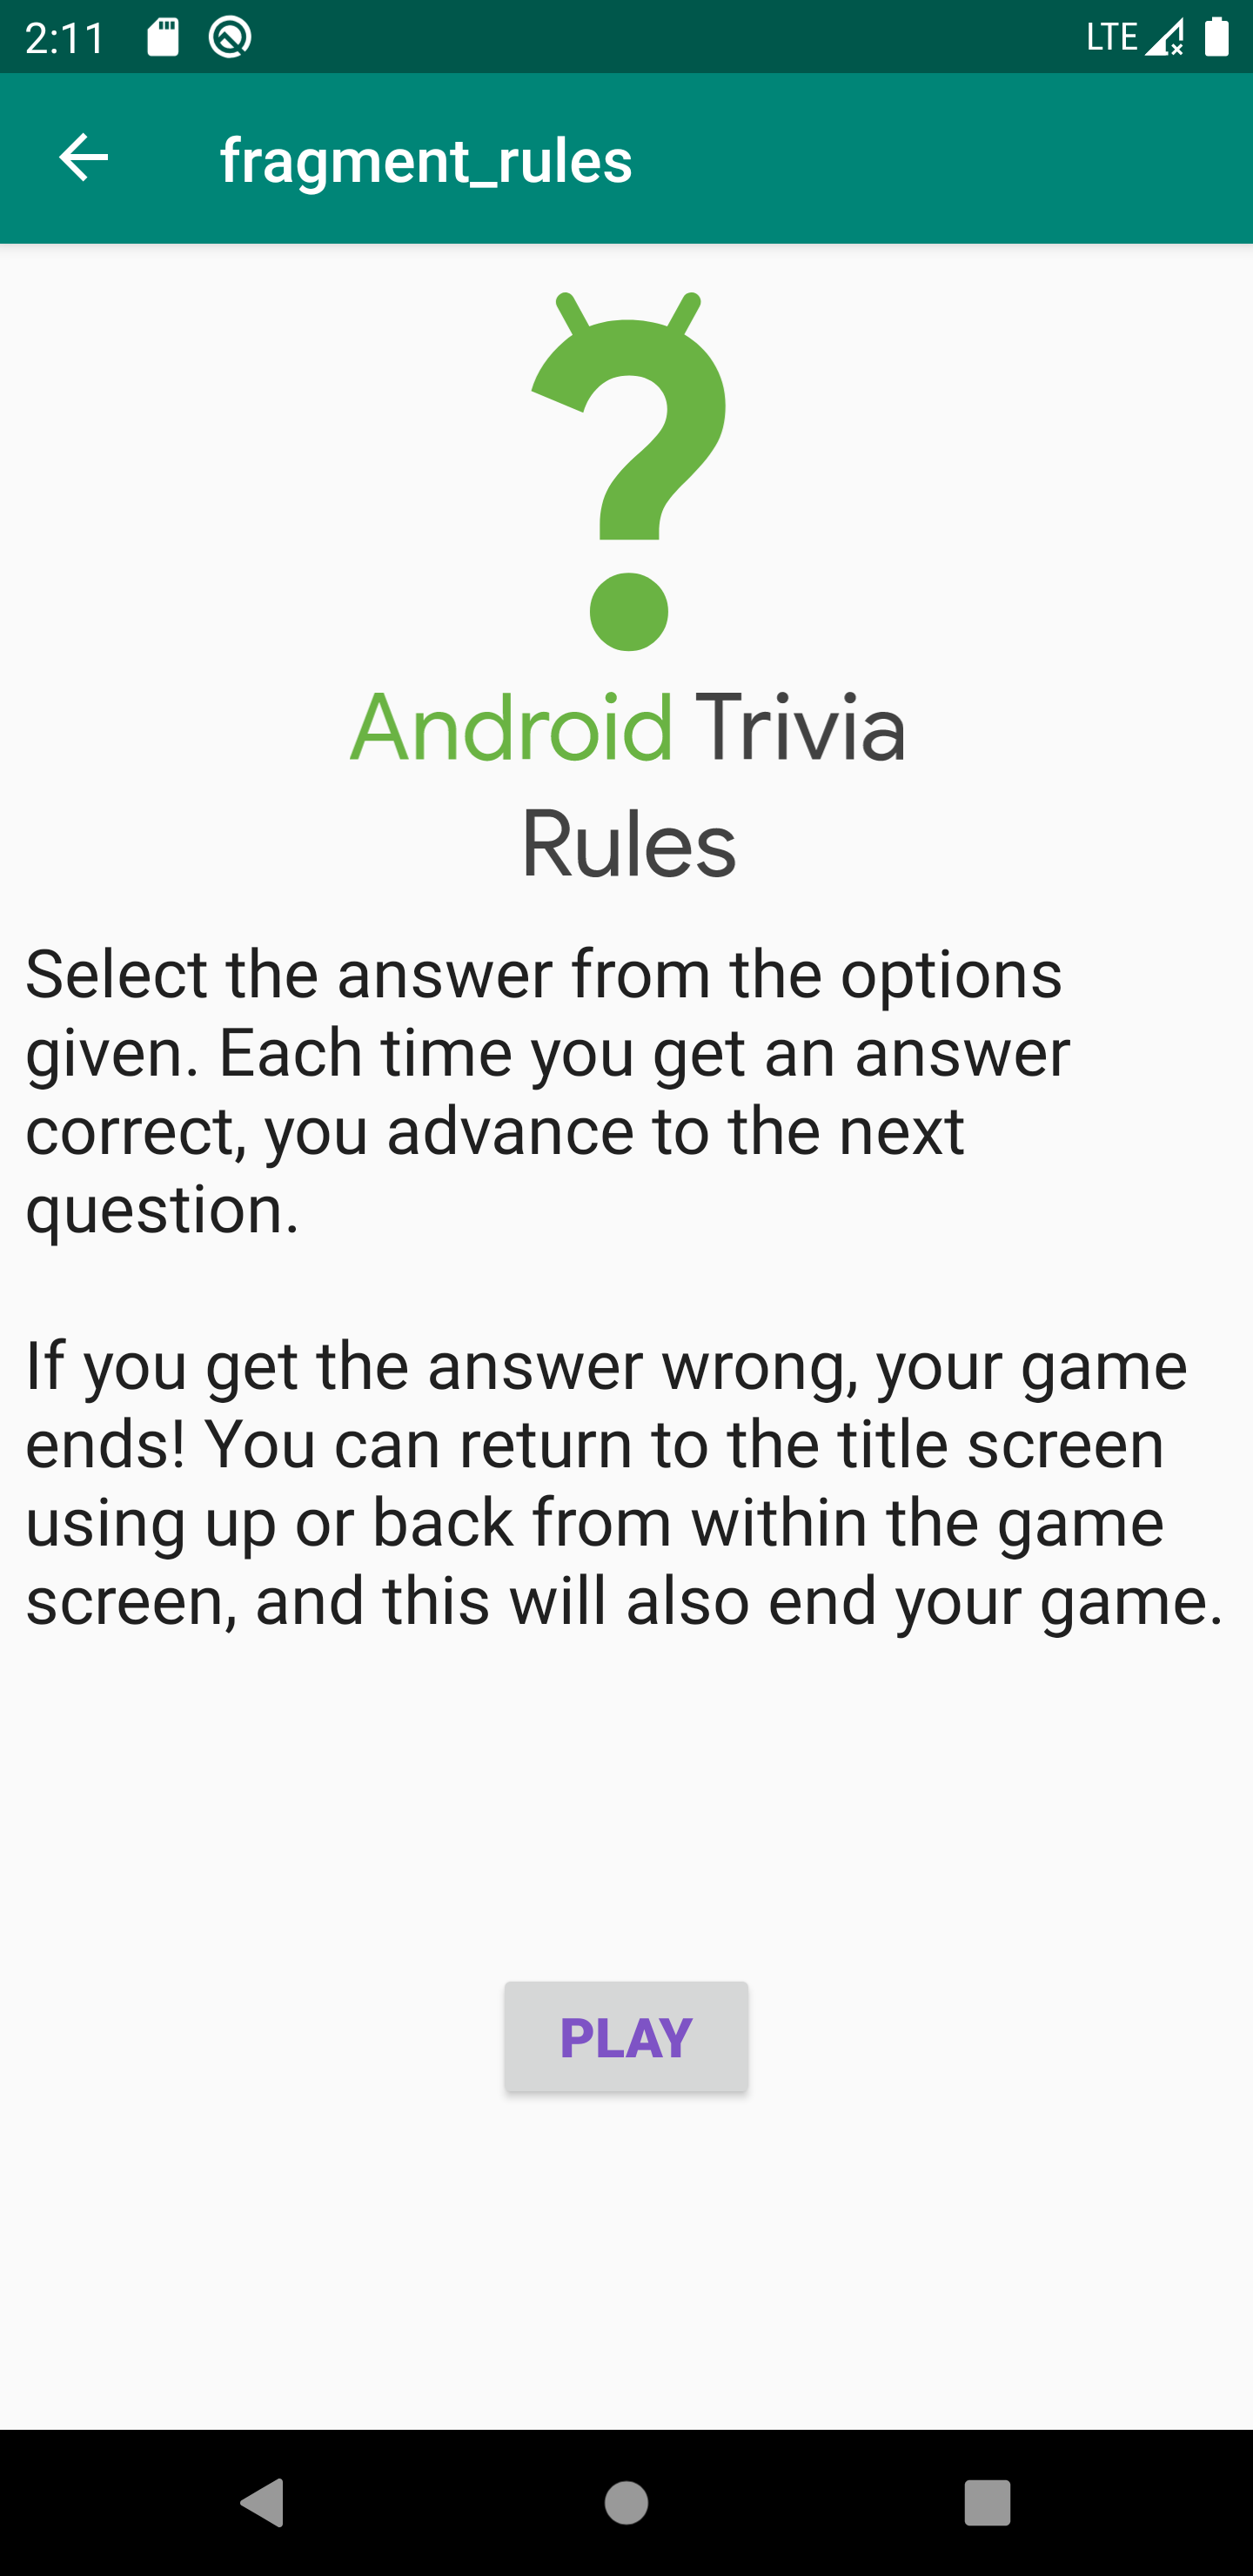 2:11 LTE
fragment_rules
Android Trivia
Rules
Select the answer from the options
given. Each time you get an answer
correct, you advance to the next
question.
If you get the answer wrong, your game
ends! You can return to the title screen
using up or back from within the game
screen, and this will also end your game.
PLAY